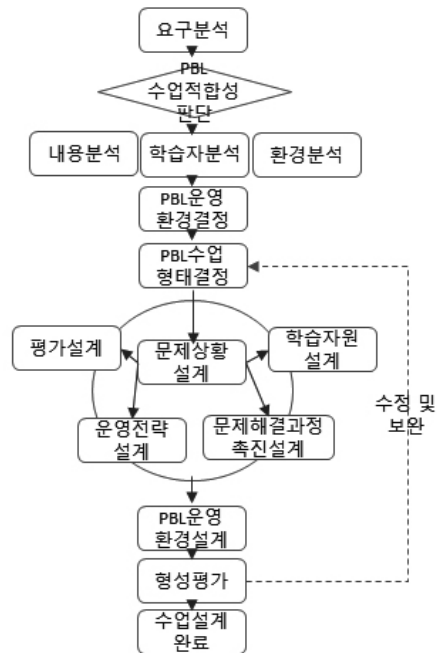 요구분석
PBL
수업적합성
판단
내용분석
학습자분석
환경분석
PBL운영
환경결정
PBL수업
형태결정
평가설계
문제상황
설계
학습자원
설계
운영전략
설계
문제해결과정
촉진설계
수정 및
보완
PBL운영
환경설계
형성평가
수업설계
완료